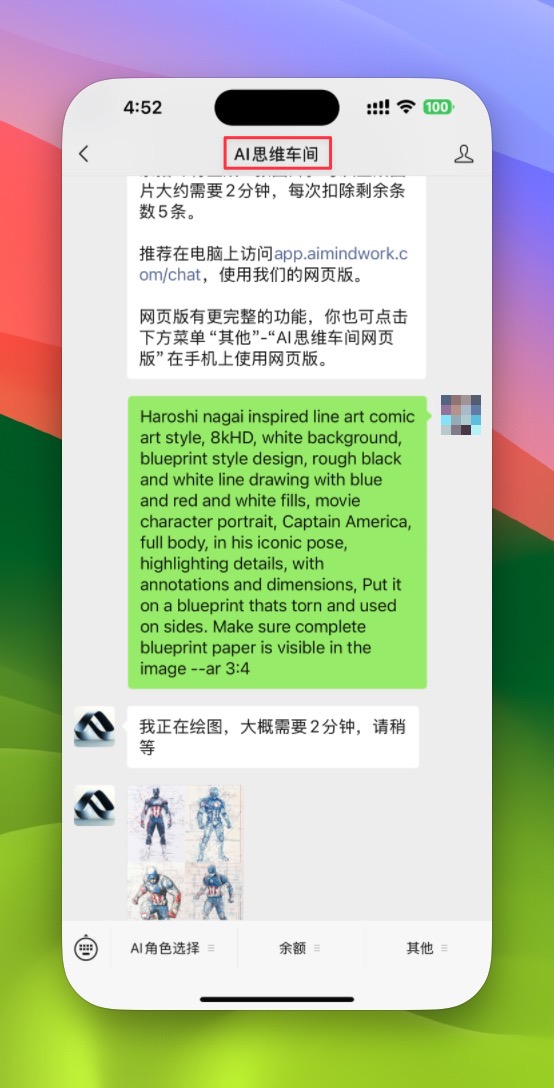 4:52
100
AI思维车间
片大约需要2分钟，每次扣除剩余条
数5条。
推荐在电脑上访问app.aimindwork.c
om/chat，使用我们的网页版。
网页版有更完整的功能，你也可点击
下方菜单“其他”-“AI思维车间网页
版”在手机上使用网页版。
Haroshi nagai inspired line art comic
art style, 8kHD, white background,
blueprint style design, rough black
and white line drawing with blue
and red and white fills, movie
character portrait, Captain America,
full body, in his iconic pose,
highlighting details, with
annotations and dimensions, Put it
on a blueprint thats torn and used
on sides. Make sure complete
blueprint paper is visible in the
image --ar 3:4
我正在绘图，大概需要2分钟，请稍
等
AI角色选择
余额
其他